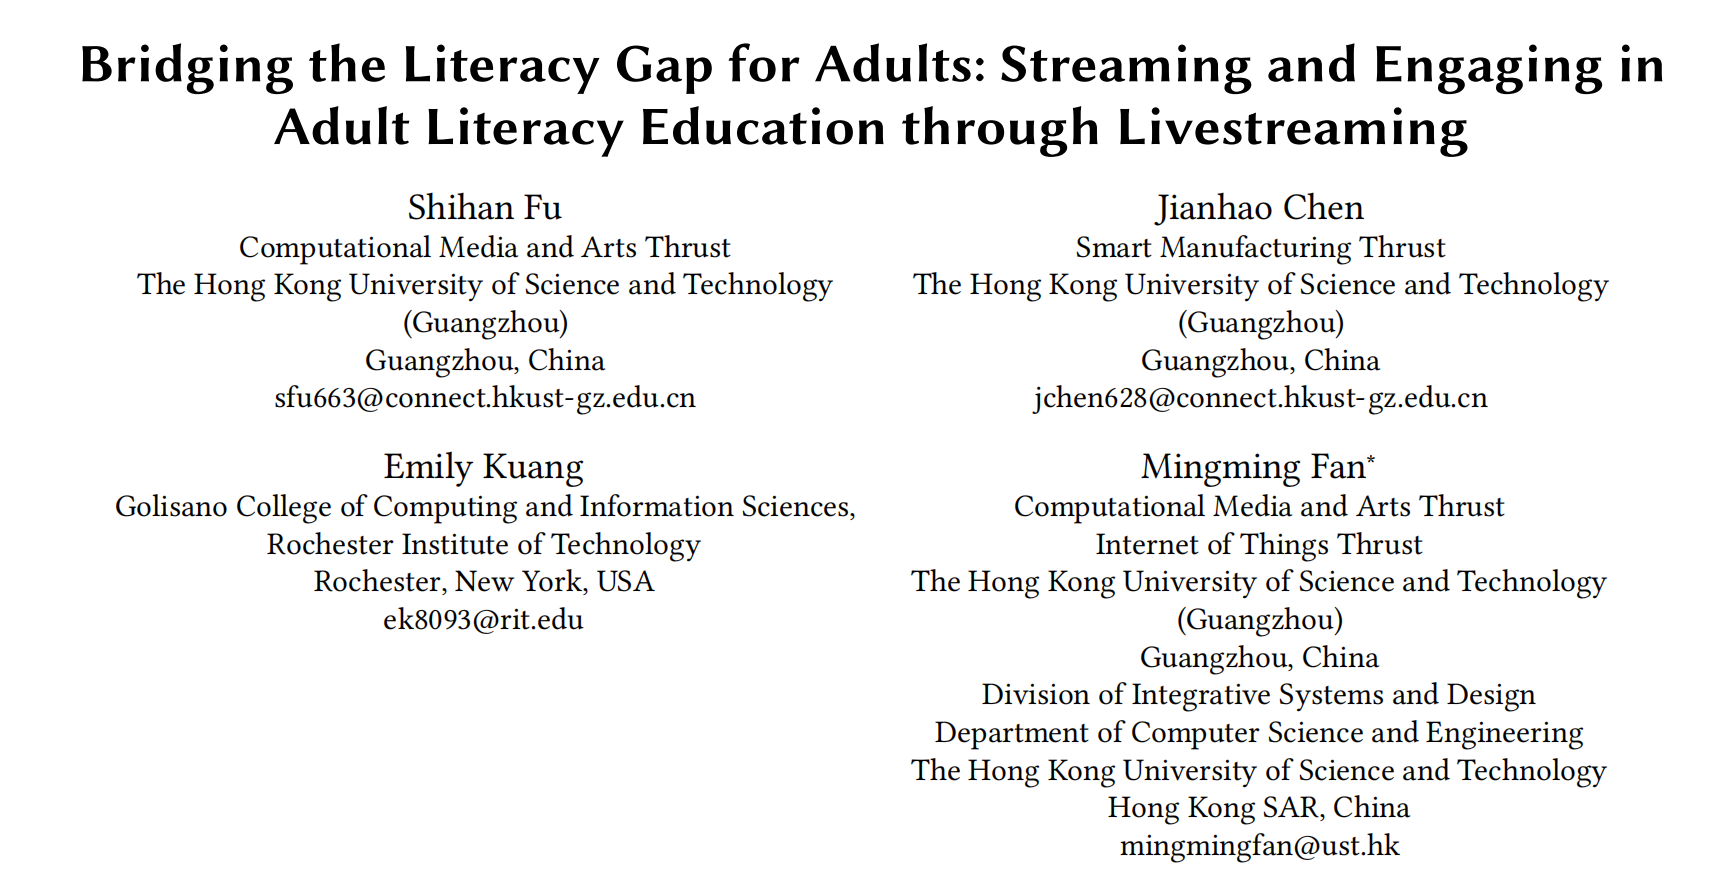 Bridging the Literacy Gap for Adults: Streaming and Engaging in
Adult Literacy Education through Livestreaming
Shihan Fu
Computational Media and Arts Thrust
The Hong Kong University of Science and Technology
(Guangzhou)
Guangzhou, China
sfu663@connect.hkust-gz.edu.cn
Jianhao Chen
Smart Manufacturing Thrust
The Hong Kong University of Science and Technology
(Guangzhou)
Guangzhou, China
jchen628@connect.hkust-gz.edu.cn
Emily Kuang
Golisano College of Computing and Information Sciences,
Rochester Institute of Technology
Rochester, New York, USA
ek8093@rit.edu
Mingming Fan*
Computational Media and Arts Thrust
Internet of Things Thrust
The Hong Kong University of Science and Technology
(Guangzhou)
Guangzhou, China
Division of Integrative Systems and Design
Department of Computer Science and Engineering
The Hong Kong University of Science and Technology
Hong Kong SAR, China
mingmingfan@ust.hk